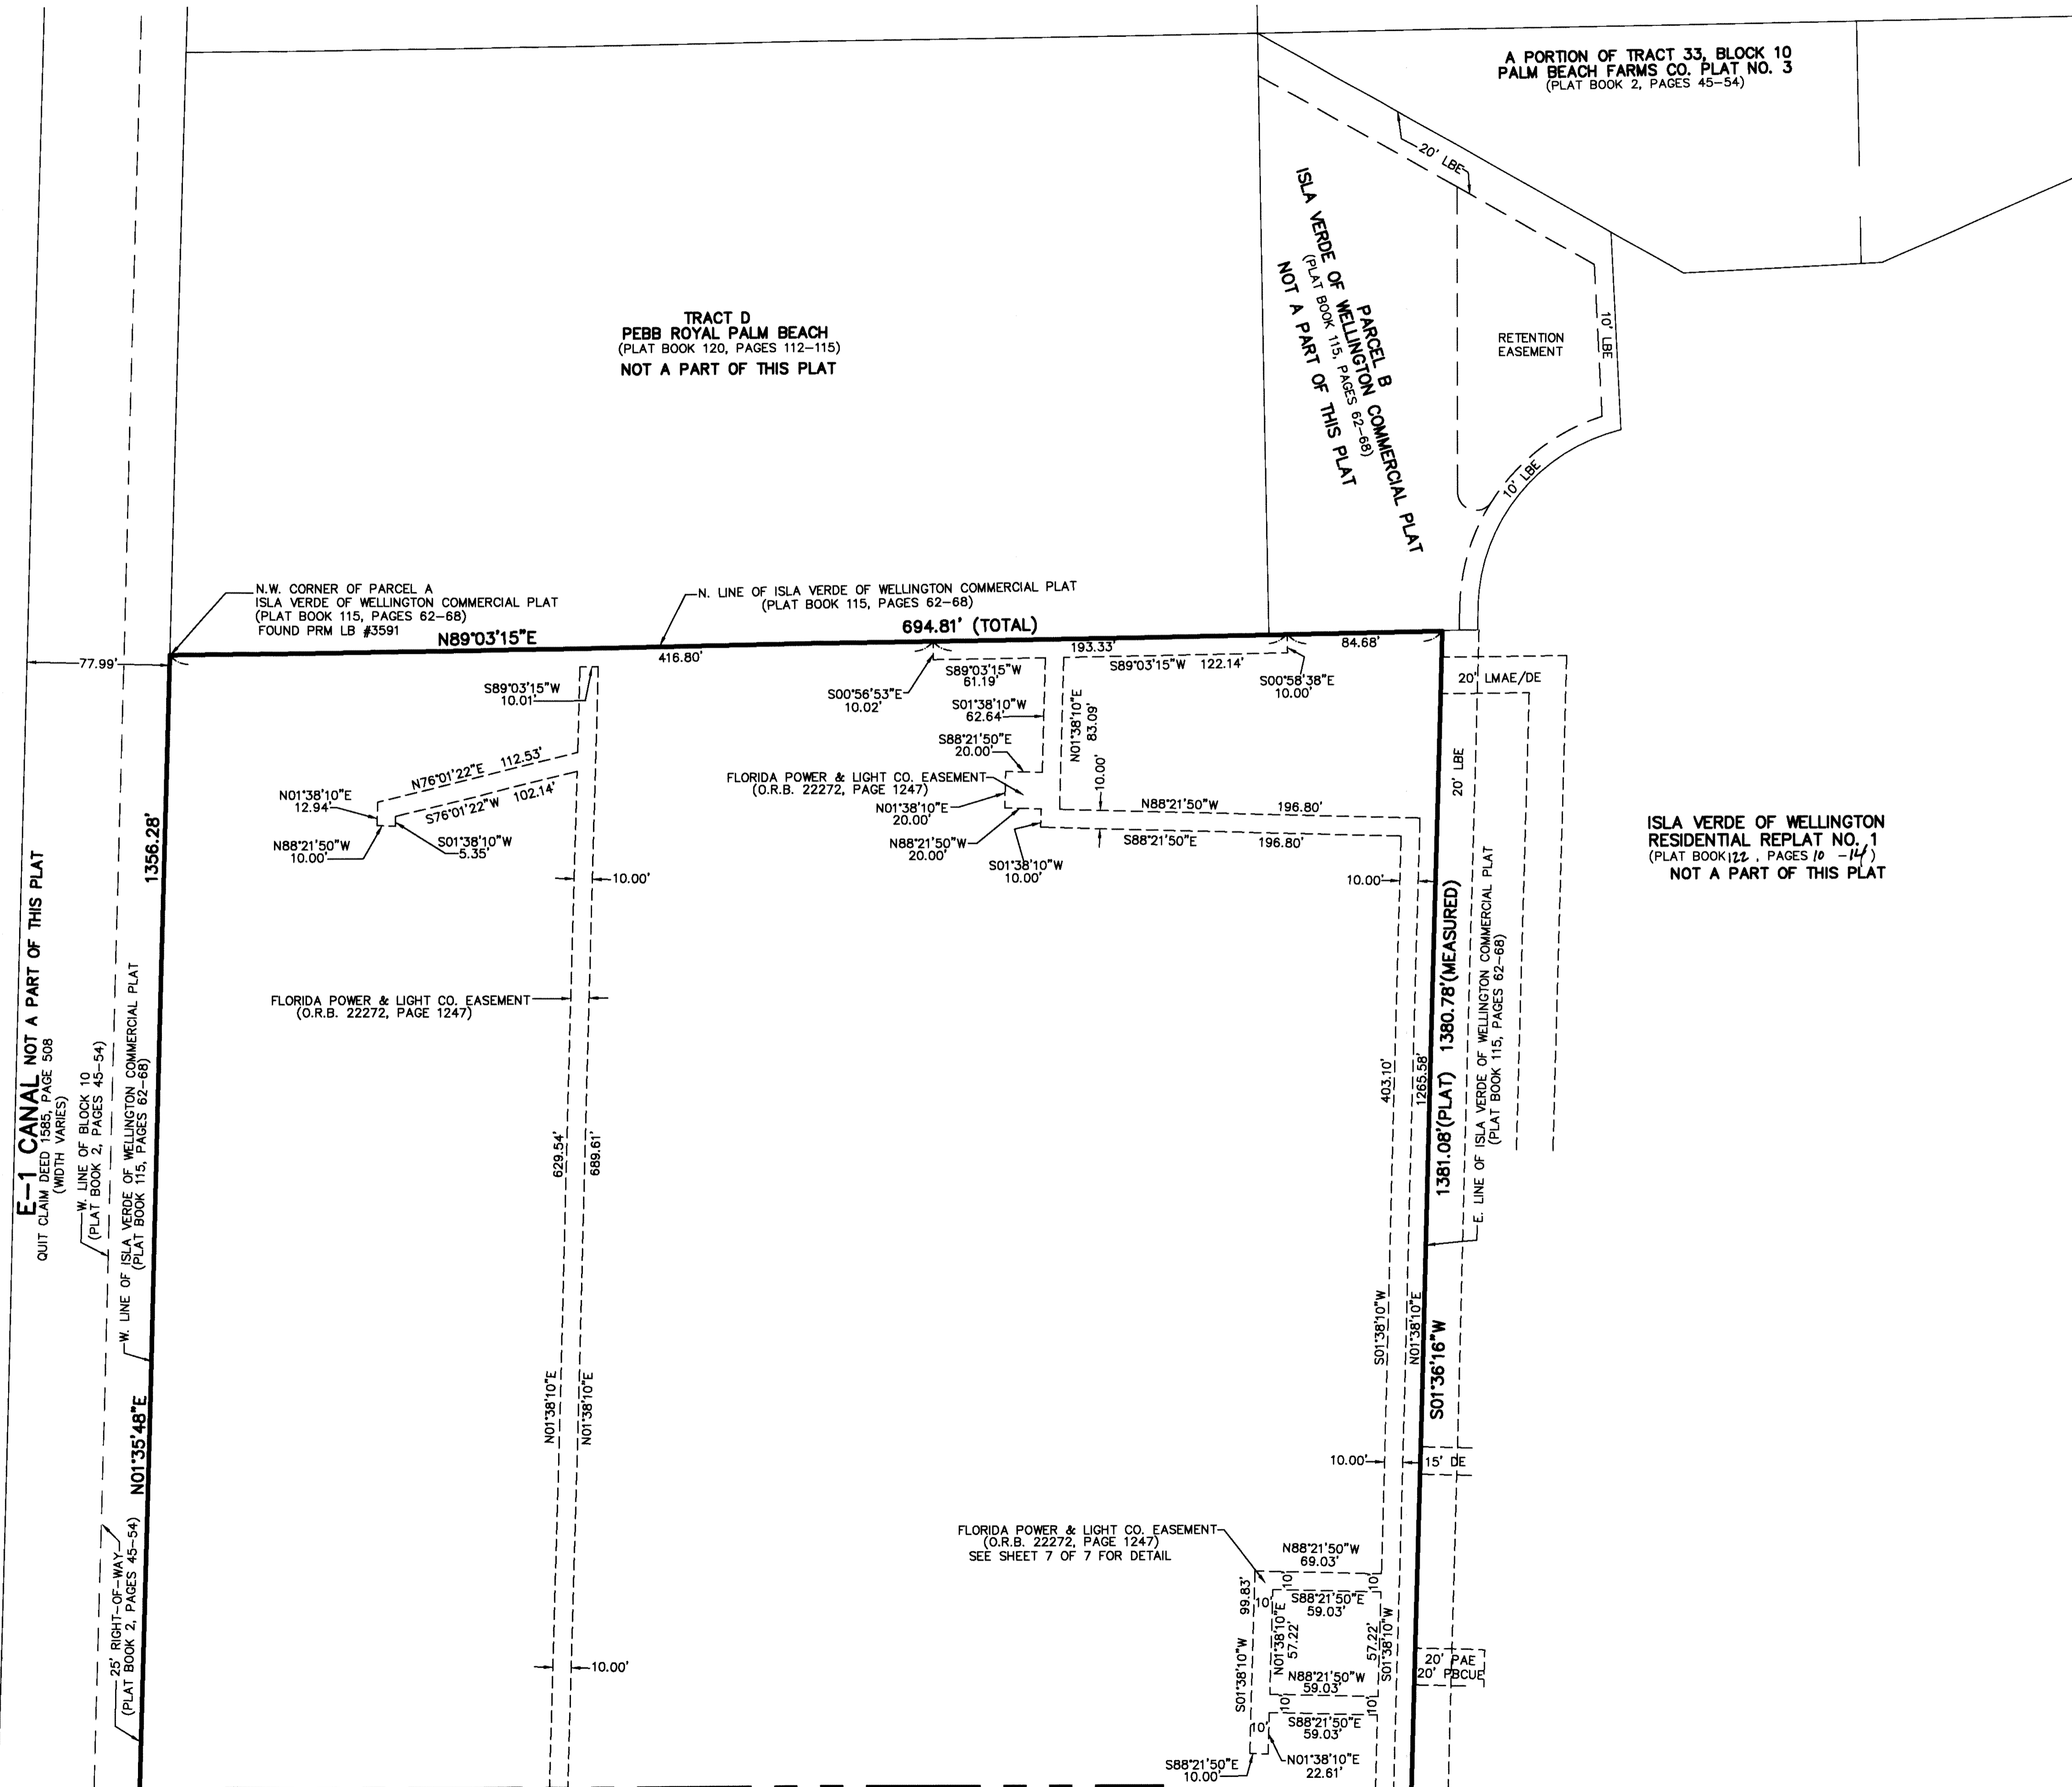 A PORTION OF TRACT 33, BLOCK 10
PALM BEACH FARMS CO. PLAT NO. 3
(PLAT BOOK 2, PAGES 45-54)
20' LBE
ISLA VERDE OF WELLINGTON COMMERCIAL PLAT
PARCEL B
(PLAT BOOK 115, PAGES 62-68)
NOT A PART OF THIS PLAT
10' LBE
RETENTION
EASEMENT
10' LBE
TRACT D
PEBB ROYAL PALM BEACH
(PLAT BOOK 120, PAGES 112-115)
NOT A PART OF THIS PLAT
N.W. CORNER OF PARCEL A
ISLA VERDE OF WELLINGTON COMMERCIAL PLAT
(PLAT BOOK 115, PAGES 62-68)
FOUND PRM LB #3591
N. LINE OF ISLA VERDE OF WELLINGTON COMMERCIAL PLAT
(PLAT BOOK 115, PAGES 62-68)
N89°03'15"E
694.81' (TOTAL)
77.99'
416.80'
193.33'
84.68'
S89°03'15"W
10.01'
S00°56'53"E
10.02'
S89°03'15"W
61.19'
S89°03'15"W 122.14'
S00°58'38"E
10.00'
S01°38'10"W
62.64'
N01°38'10"E
83.09'
S88°21'50"E
20.00'
10.00'
FLORIDA POWER & LIGHT CO. EASEMENT
(O.R.B. 22272, PAGE 1247)
N01°38'10"E
20.00'
N88°21'50"W
20.00'
S01°38'10"W
10.00'
N88°21'50"W 196.80'
S88°21'50"E 196.80'
N76°01'22"E 112.53'
S76°01'22"W 102.14'
N01°38'10"E
12.94'
N88°21'50"W
10.00'
S01°38'10"W
5.35'
10.00'
10.00'
20' LMAE/DE
20' LBE
ISLA VERDE OF WELLINGTON
RESIDENTIAL REPLAT NO. 1
(PLAT BOOK 122, PAGES 10 -14)
NOT A PART OF THIS PLAT
1356.28'
FLORIDA POWER & LIGHT CO. EASEMENT
(O.R.B. 22272, PAGE 1247)
E-1 CANAL NOT A PART OF THIS PLAT
QUIT CLAIM DEED 1585, PAGE 508
(WIDTH VARIES)
W. LINE OF BLOCK 10
(PLAT BOOK 2, PAGES 45-54)
W. LINE OF ISLA VERDE OF WELLINGTON COMMERCIAL PLAT
(PLAT BOOK 115, PAGES 62-68)
N01°35'48"E
25' RIGHT-OF-WAY
(PLAT BOOK 2, PAGES 45-54)
629.54'
689.61'
N01°38'10"E
N01°38'10"E
10.00'
403.10'
1265.58'
S01°38'10"W
N01°38'10"E
1381.08'(PLAT) 1380.78'(MEASURED)
S01°36'16"W
E. LINE OF ISLA VERDE OF WELLINGTON COMMERCIAL PLAT
(PLAT BOOK 115, PAGES 62-68)
10.00'
15' DE
FLORIDA POWER & LIGHT CO. EASEMENT
(O.R.B. 22272, PAGE 1247)
SEE SHEET 7 OF 7 FOR DETAIL
N88°21'50"W
69.03'
10'
10'
10'
S88°21'50"E
59.03'
99.83'
S01°38'10"W
N01°38'10"E
57.22'
57.22'
S01°38'10"W
N88°21'50"W
59.03'
10'
10'
S88°21'50"E
59.03'
10'
S88°21'50"E
10.00'
N01°38'10"E
22.61'
20' PAE
20' PBCUE